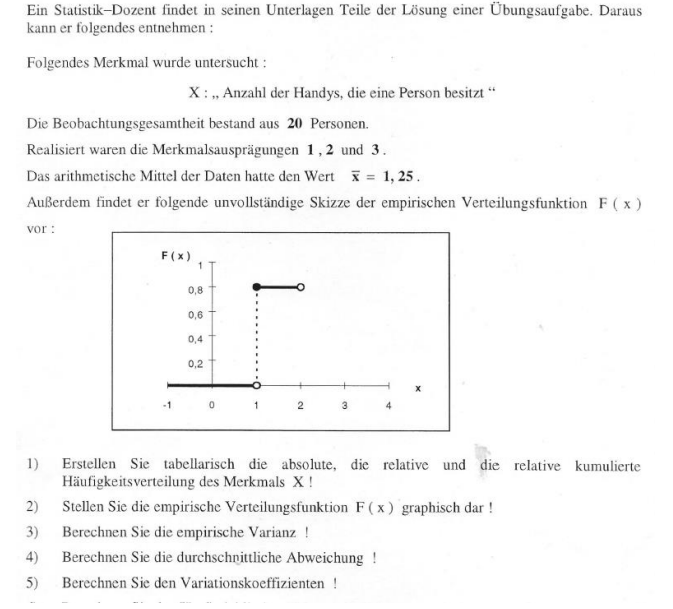 Ein Statistik–Dozent findet in seinen Unterlagen Teile der Lösung einer Übungsaufgabe. Daraus
kann er folgendes entnehmen :
Folgendes Merkmal wurde untersucht :
X : „ Anzahl der Handys, die eine Person besitzt “
Die Beobachtungsgesamtheit bestand aus 20 Personen.
Realisiert waren die Merkmalsausprägungen 1 , 2 und 3 .
Das arithmetische Mittel der Daten hatte den Wert x̄ = 1, 25 .
Außerdem findet er folgende unvollständige Skizze der empirischen Verteilungsfunktion F ( x )
vor :
F ( x )
1
0,8
0,6
0,4
0,2
x
-1 0 1 2 3 4
1) Erstellen Sie tabellarisch die absolute, die relative und die relative kumulierte
Häufigkeitsverteilung des Merkmals X !
2) Stellen Sie die empirische Verteilungsfunktion F ( x ) graphisch dar !
3) Berechnen Sie die empirische Varianz !
4) Berechnen Sie die durchschnittliche Abweichung !
5) Berechnen Sie den Variationskoeffizienten !